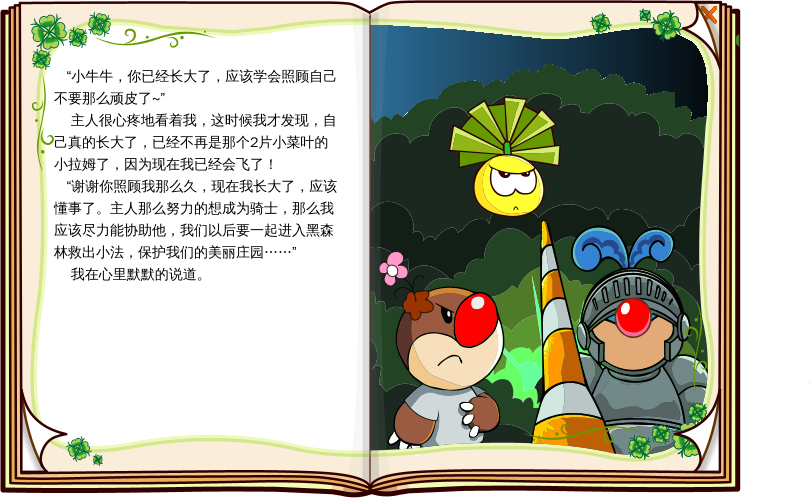 “小牛牛，你已经长大了，应该学会照顾自己
不要那么顽皮了~”
主人很心疼地看着我，这时候我才发现，自
己真的长大了，已经不再是那个2片小菜叶的
小拉姆了，因为现在我已经会飞了！
“谢谢你照顾我那么久，现在我长大了，应该
懂事了。主人那么努力的想成为骑士，那么我
应该尽力能协助他，我们以后要一起进入黑森
林救出小法，保护我们的美丽庄园……”
我在心里默默的说道。